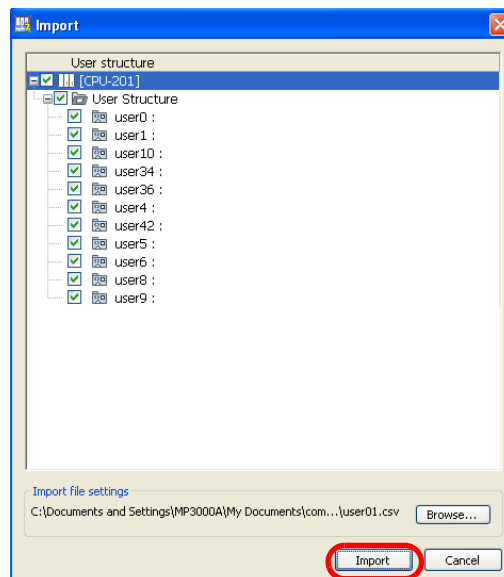 Import
User structure
[CPU-201]
User Structure
user0 :
user1 :
user10 :
user34 :
user36 :
user4 :
user42 :
user5 :
user6 :
user8 :
user9 :
Import file settings
C:\Documents and Settings\MP3000A\My Documents\com...\user01.csv Browse...
Import Cancel